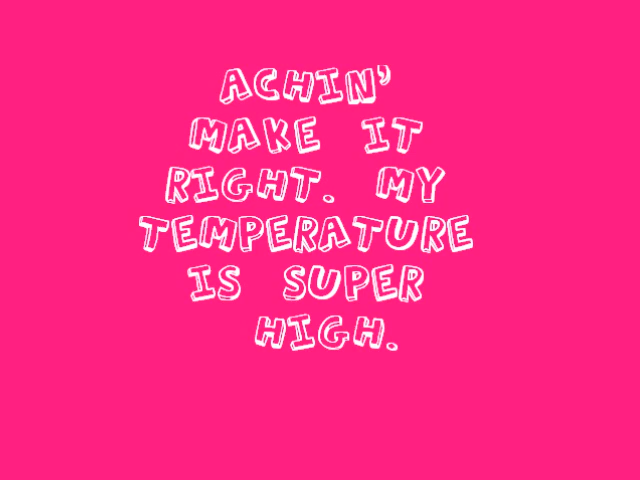 ACHIN'
MAKE IT
RIGHT. MY
TEMPERATURE
IS SUPER
HIGH.